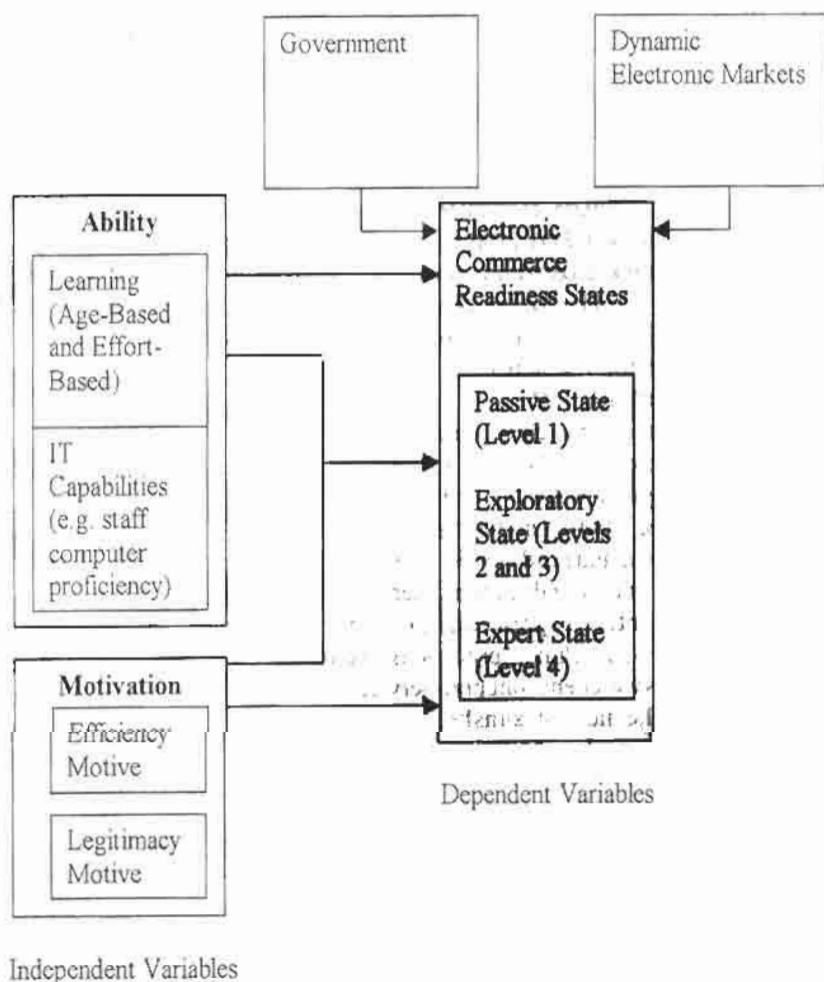 Government
Dynamic
Electronic Markets
Ability
Learning
(Age-Based
and Effort-
Based)
IT
Capabilities
(e.g. staff
computer
proficiency)
Motivation
Efficiency
Motive
Legitimacy
Motive
Independent Variables
Electronic
Commerce
Readiness States
Passive State
(Level 1)
Exploratory
State (Levels
2 and 3)
Expert State
(Level 4)
Dependent Variables